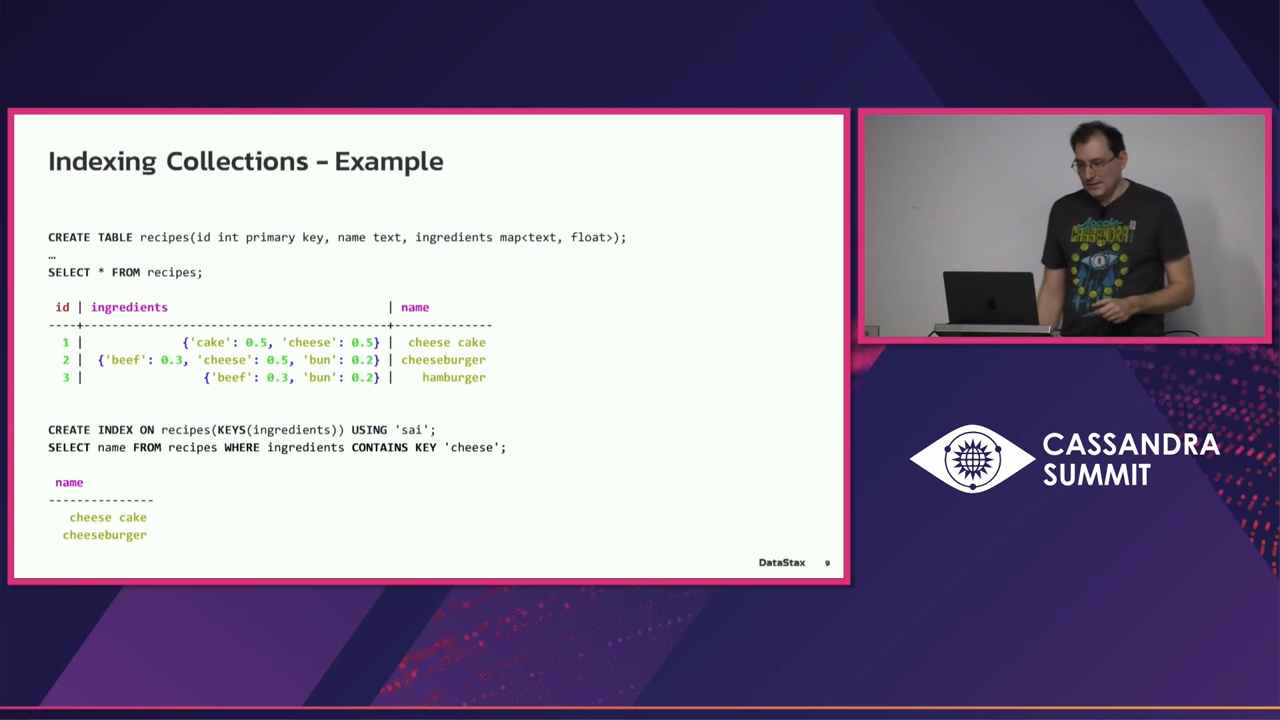 Indexing Collections - Example
CREATE TABLE recipes(id int primary key, name text, ingredients map<text, float>);
…
SELECT * FROM recipes;
id | ingredients | name
----+-------------------------------------------+--------------
1 | {'cake': 0.5, 'cheese': 0.5} | cheese cake
2 | {'beef': 0.3, 'cheese': 0.5, 'bun': 0.2} | cheeseburger
3 | {'beef': 0.3, 'bun': 0.2} | hamburger
CREATE INDEX ON recipes(KEYS(ingredients)) USING 'sai';
SELECT name FROM recipes WHERE ingredients CONTAINS KEY 'cheese';
name
---------------
cheese cake
cheeseburger
DataStax 9
CASSANDRA
CASSANDRA
SUMMIT